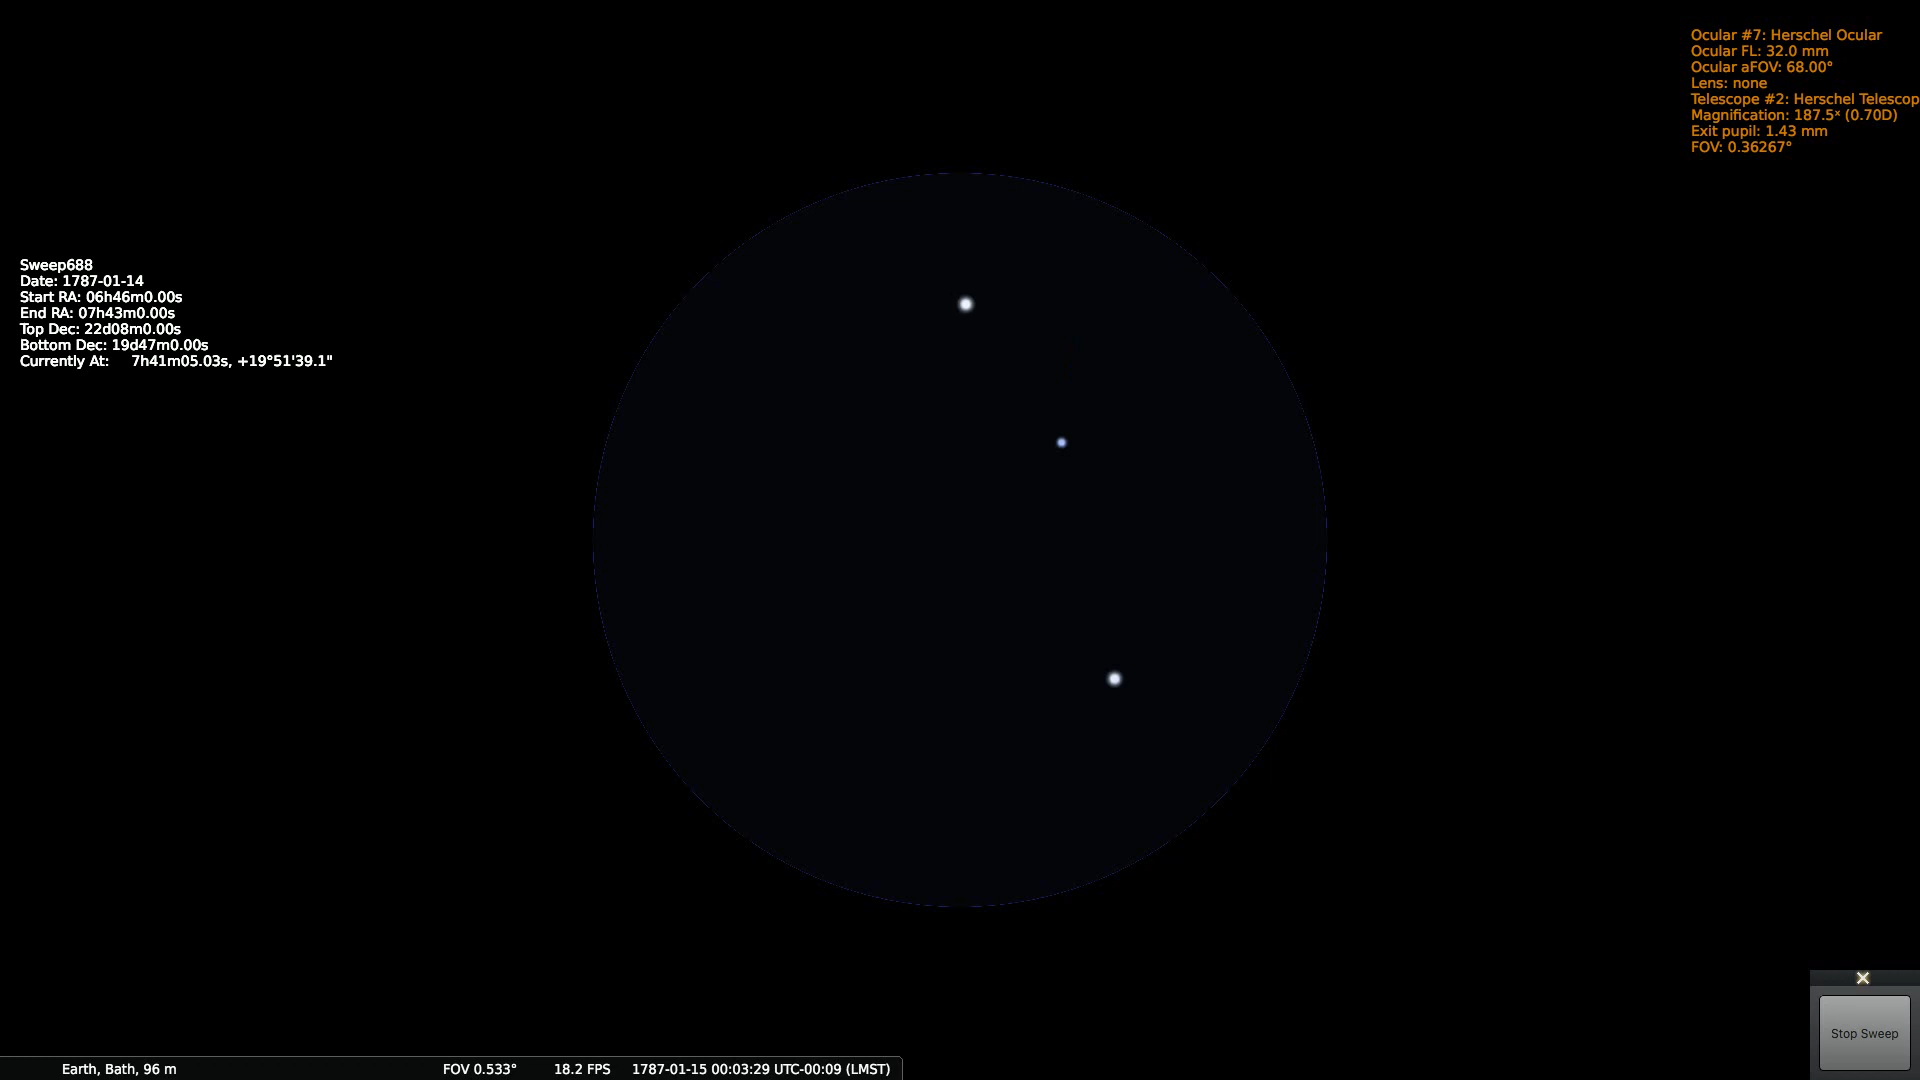 Ocular #7: Herschel Ocular
Ocular FL: 32.0 mm
Ocular aFOV: 68.00°
Lens: none
Telescope #2: Herschel Telescop
Magnification: 187.5ˣ (0.70D)
Exit pupil: 1.43 mm
FOV: 0.36267°
Sweep688
Date: 1787-01-14
Start RA: 06h46m0.00s
End RA: 07h43m0.00s
Top Dec: 22d08m0.00s
Bottom Dec: 19d47m0.00s
Currently At: 7h41m05.03s, +19°51'39.1"
Stop Sweep
Earth, Bath, 96 m FOV 0.533° 18.2 FPS 1787-01-15 00:03:29 UTC-00:09 (LMST)